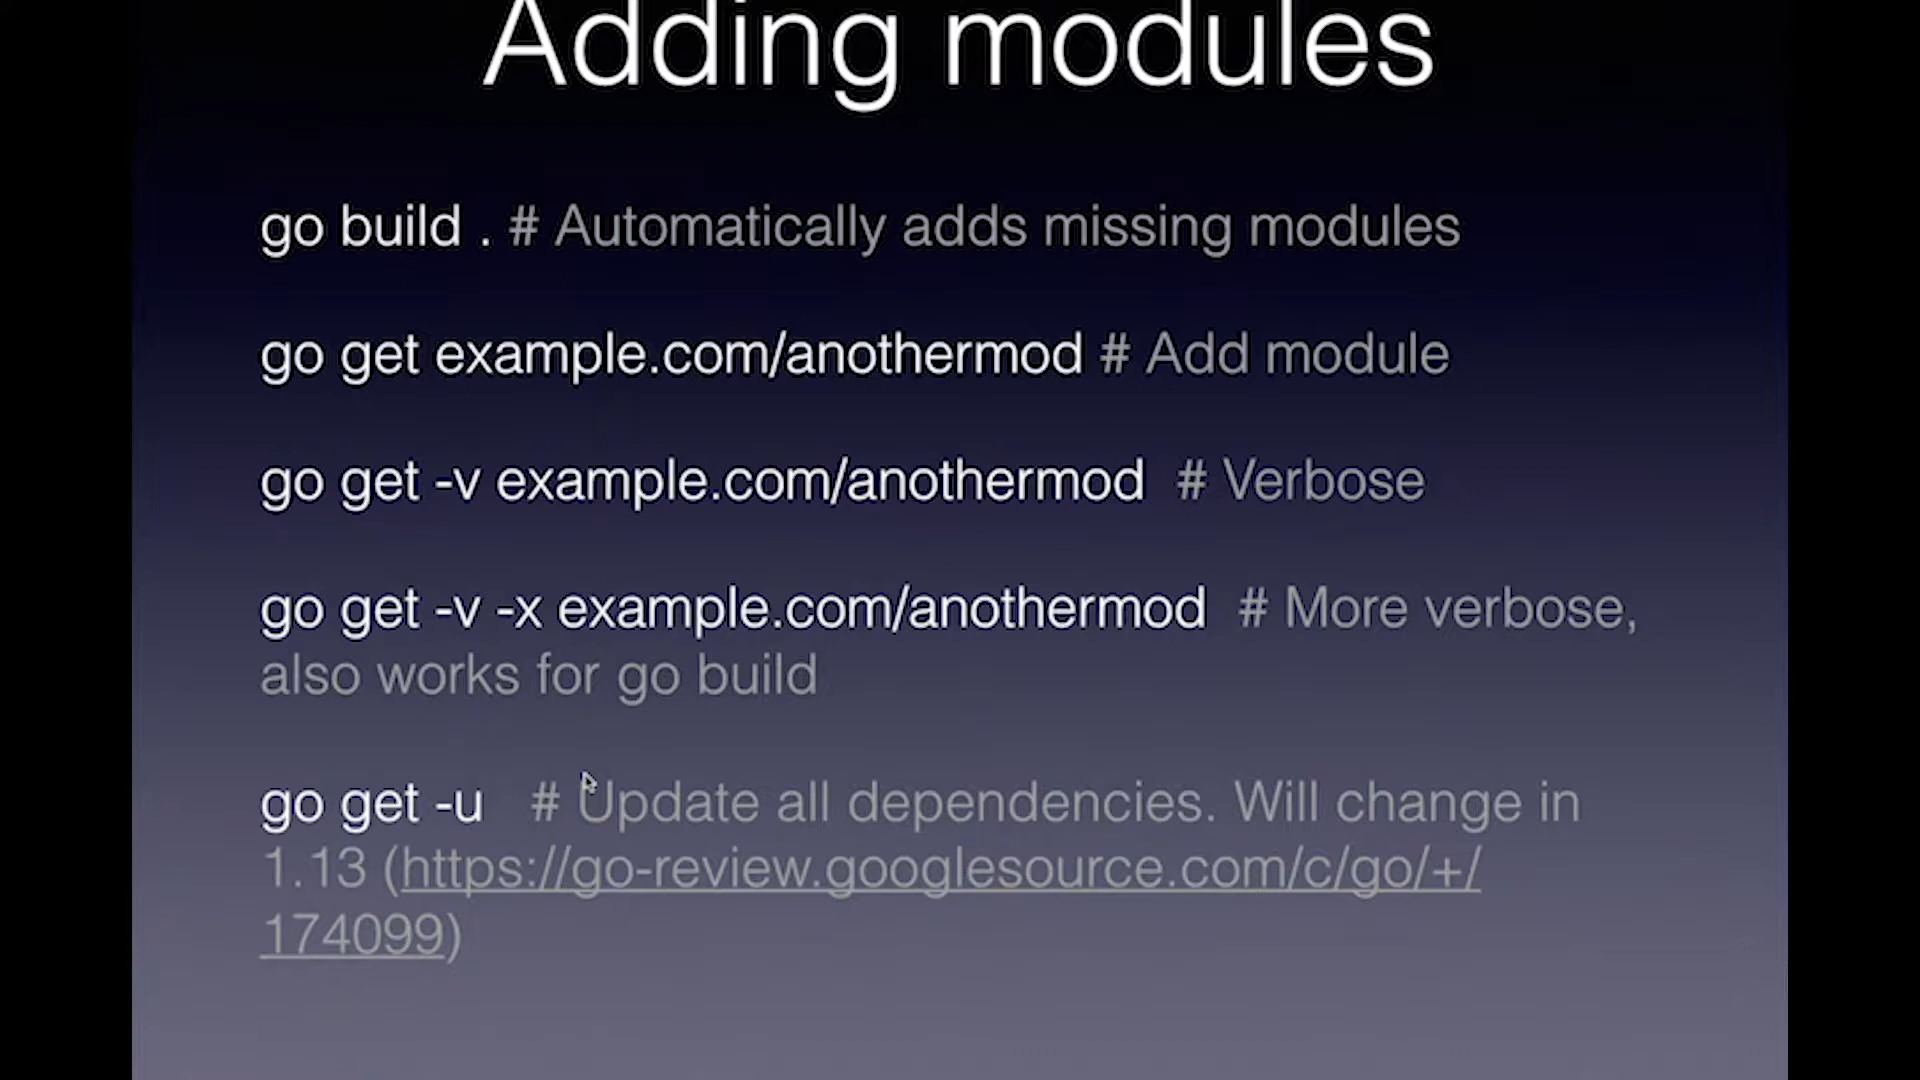 Adding modules
go build . # Automatically adds missing modules
go get example.com/anothermod # Add module
go get -v example.com/anothermod # Verbose
go get -v -x example.com/anothermod # More verbose,
also works for go build
go get -u # Update all dependencies. Will change in
1.13 (https://go-review.googlesource.com/c/go/+/
174099)